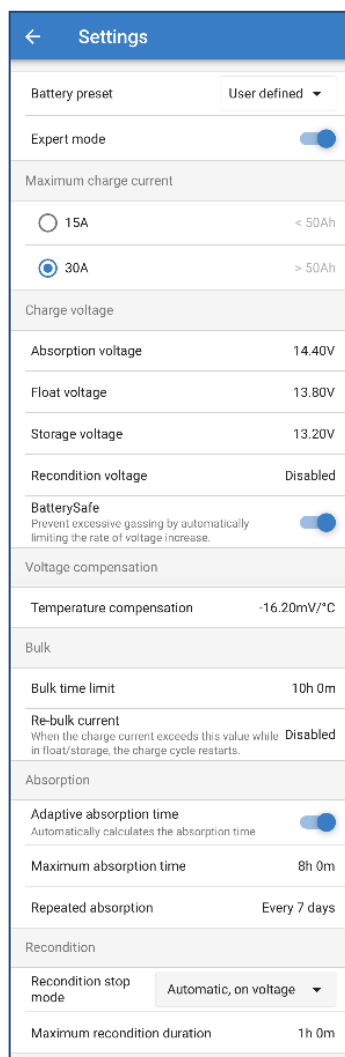 Settings
Battery preset User defined
Expert mode
Maximum charge current
15A < 50Ah
30A > 50Ah
Charge voltage
Absorption voltage 14.40V
Float voltage 13.80V
Storage voltage 13.20V
Recondition voltage Disabled
BatterySafe
Prevent excessive gassing by automatically
limiting the rate of voltage increase.
Voltage compensation
Temperature compensation -16.20mV/°C
Bulk
Bulk time limit 10h 0m
Re-bulk current
When the charge current exceeds this value while Disabled
in float/storage, the charge cycle restarts.
Absorption
Adaptive absorption time
Automatically calculates the absorption time
Maximum absorption time 8h 0m
Repeated absorption Every 7 days
Recondition
Recondition stop
mode Automatic, on voltage
Maximum recondition duration 1h 0m